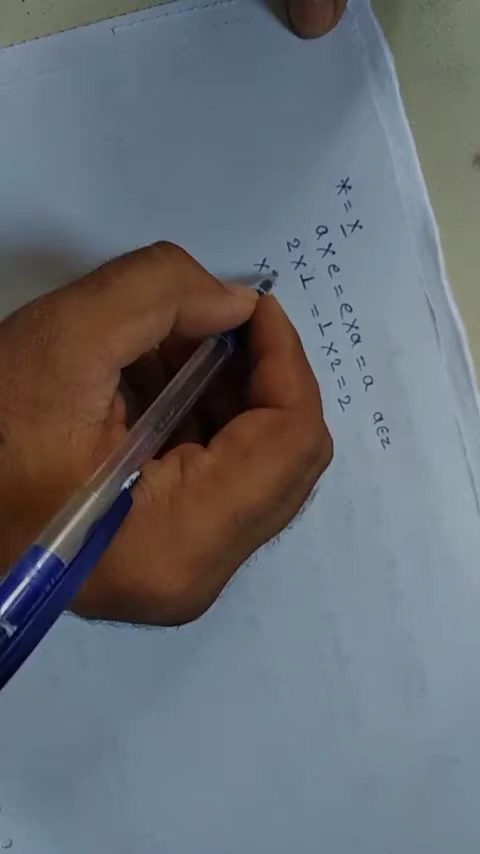 * = x
a x e = e x a = a a∈z
2 x 1 = 1 x 2 = 2
x